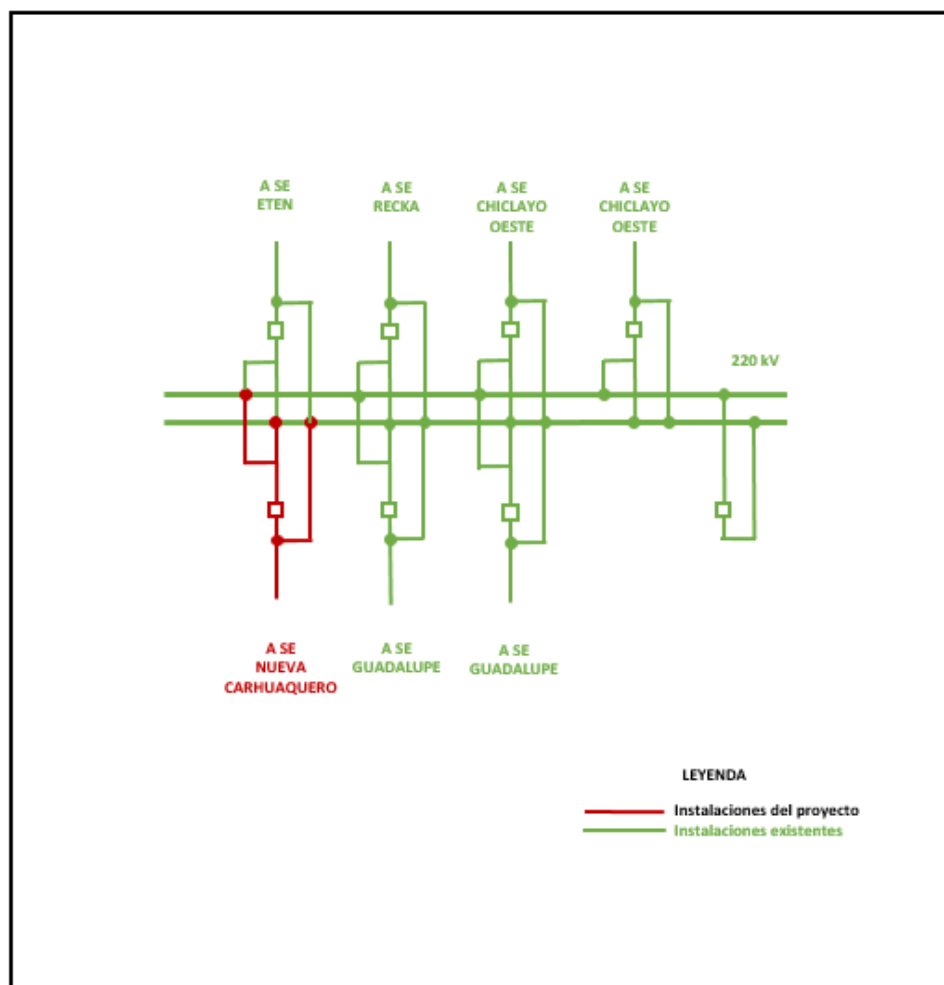 A SE
ETEN
A SE
RECKA
A SE
CHICLAYO
OESTE
A SE
CHICLAYO
OESTE
220 kV
A SE
NUEVA
CARHUAQUERO
A SE
GUADALUPE
A SE
GUADALUPE
LEYENDA
Instalaciones del proyecto
Instalaciones existentes